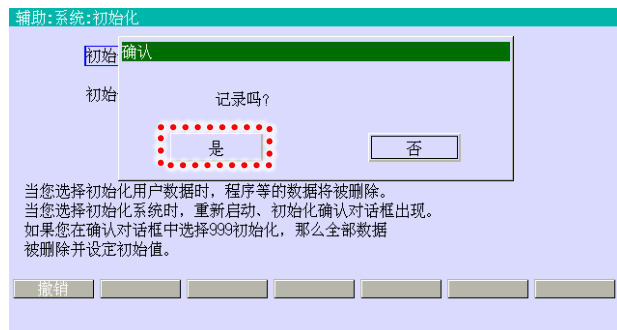 辅助:系统:初始化
确认
初始
初始
记录吗?
是
否
当您选择初始化用户数据时，程序等的数据将被删除。
当您选择初始化系统时，重新启动、初始化确认对话框出现。
如果您在确认对话框中选择999初始化，那么全部数据
被删除并设定初始值。
撤销